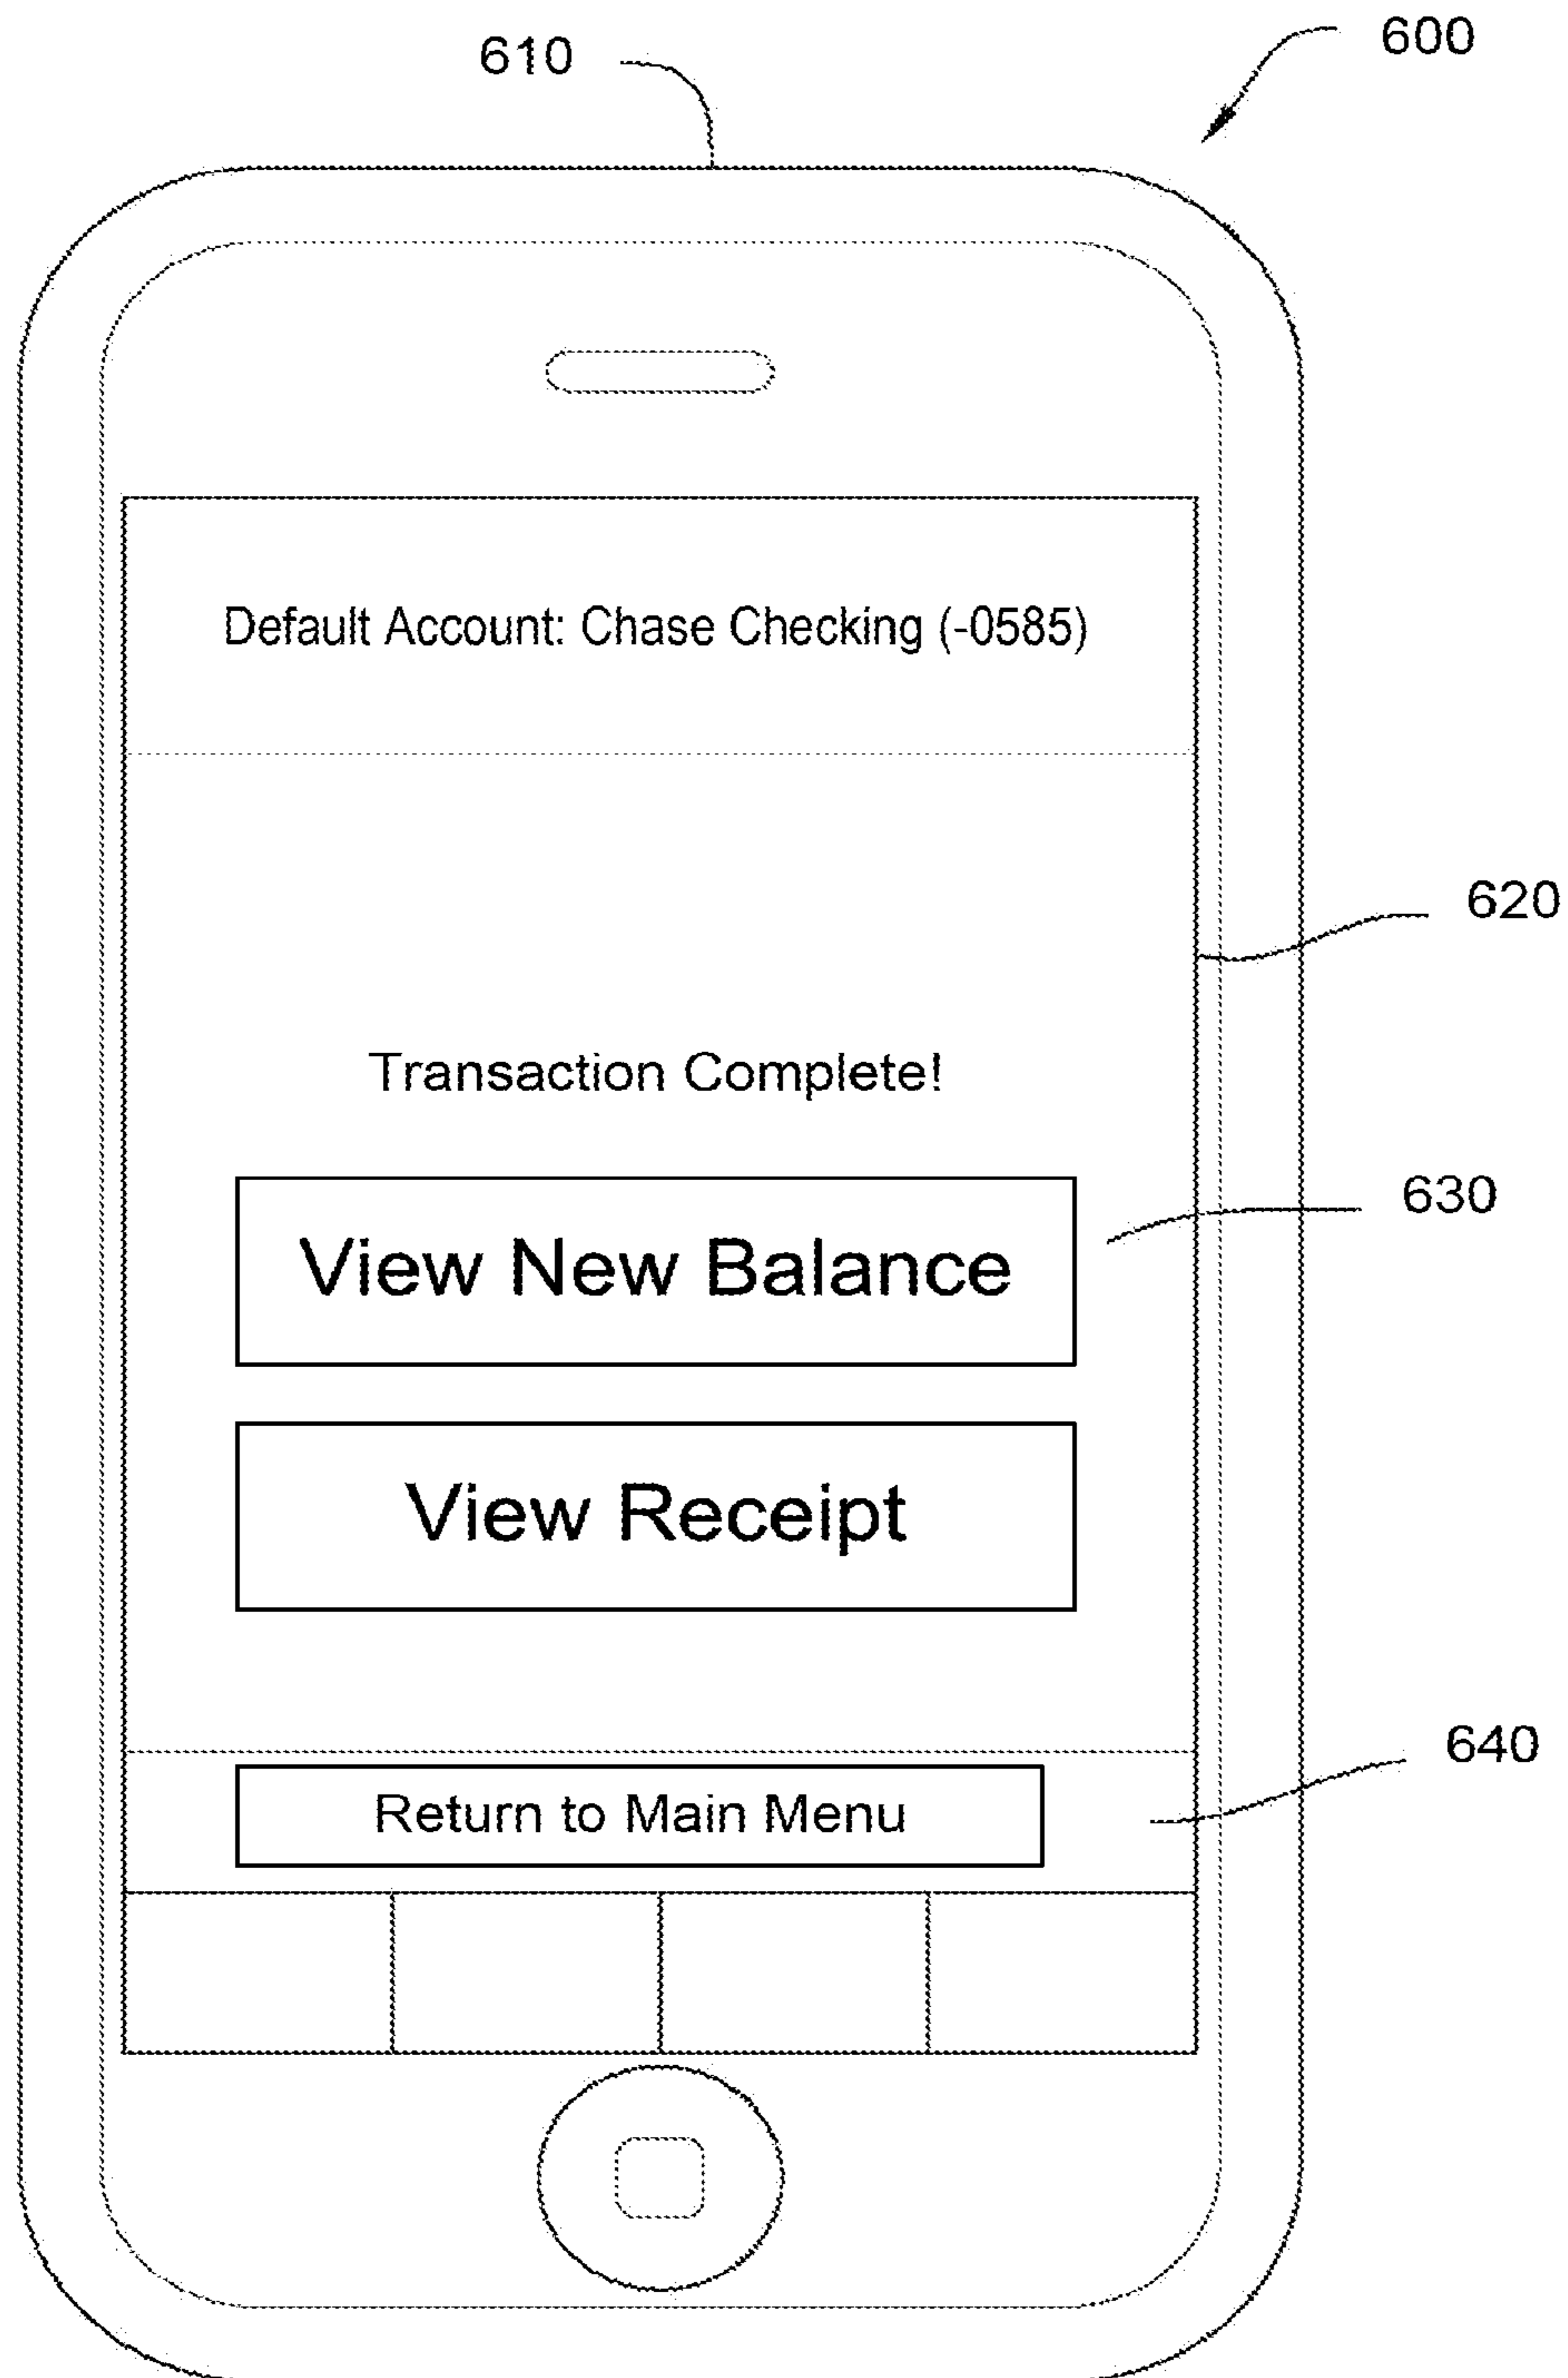 610
600
Default Account: Chase Checking (-0585)
620
Transaction Complete!
630
View New Balance
View Receipt
640
Return to Main Menu